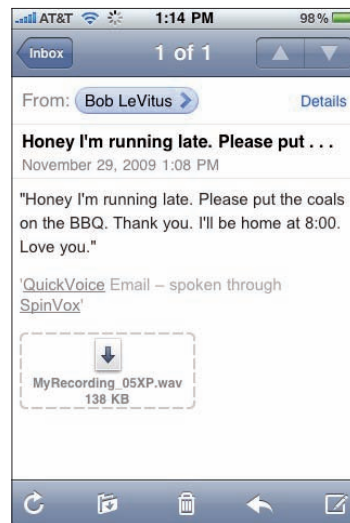 AT&T 1:14 PM 98%
Inbox 1 of 1
From: Bob LeVitus Details
Honey I'm running late. Please put . . .
November 29, 2009 1:08 PM
"Honey I'm running late. Please put the coals
on the BBQ. Thank you. I'll be home at 8:00.
Love you."
'QuickVoice Email – spoken through
SpinVox'
MyRecording_05XP.wav
138 KB